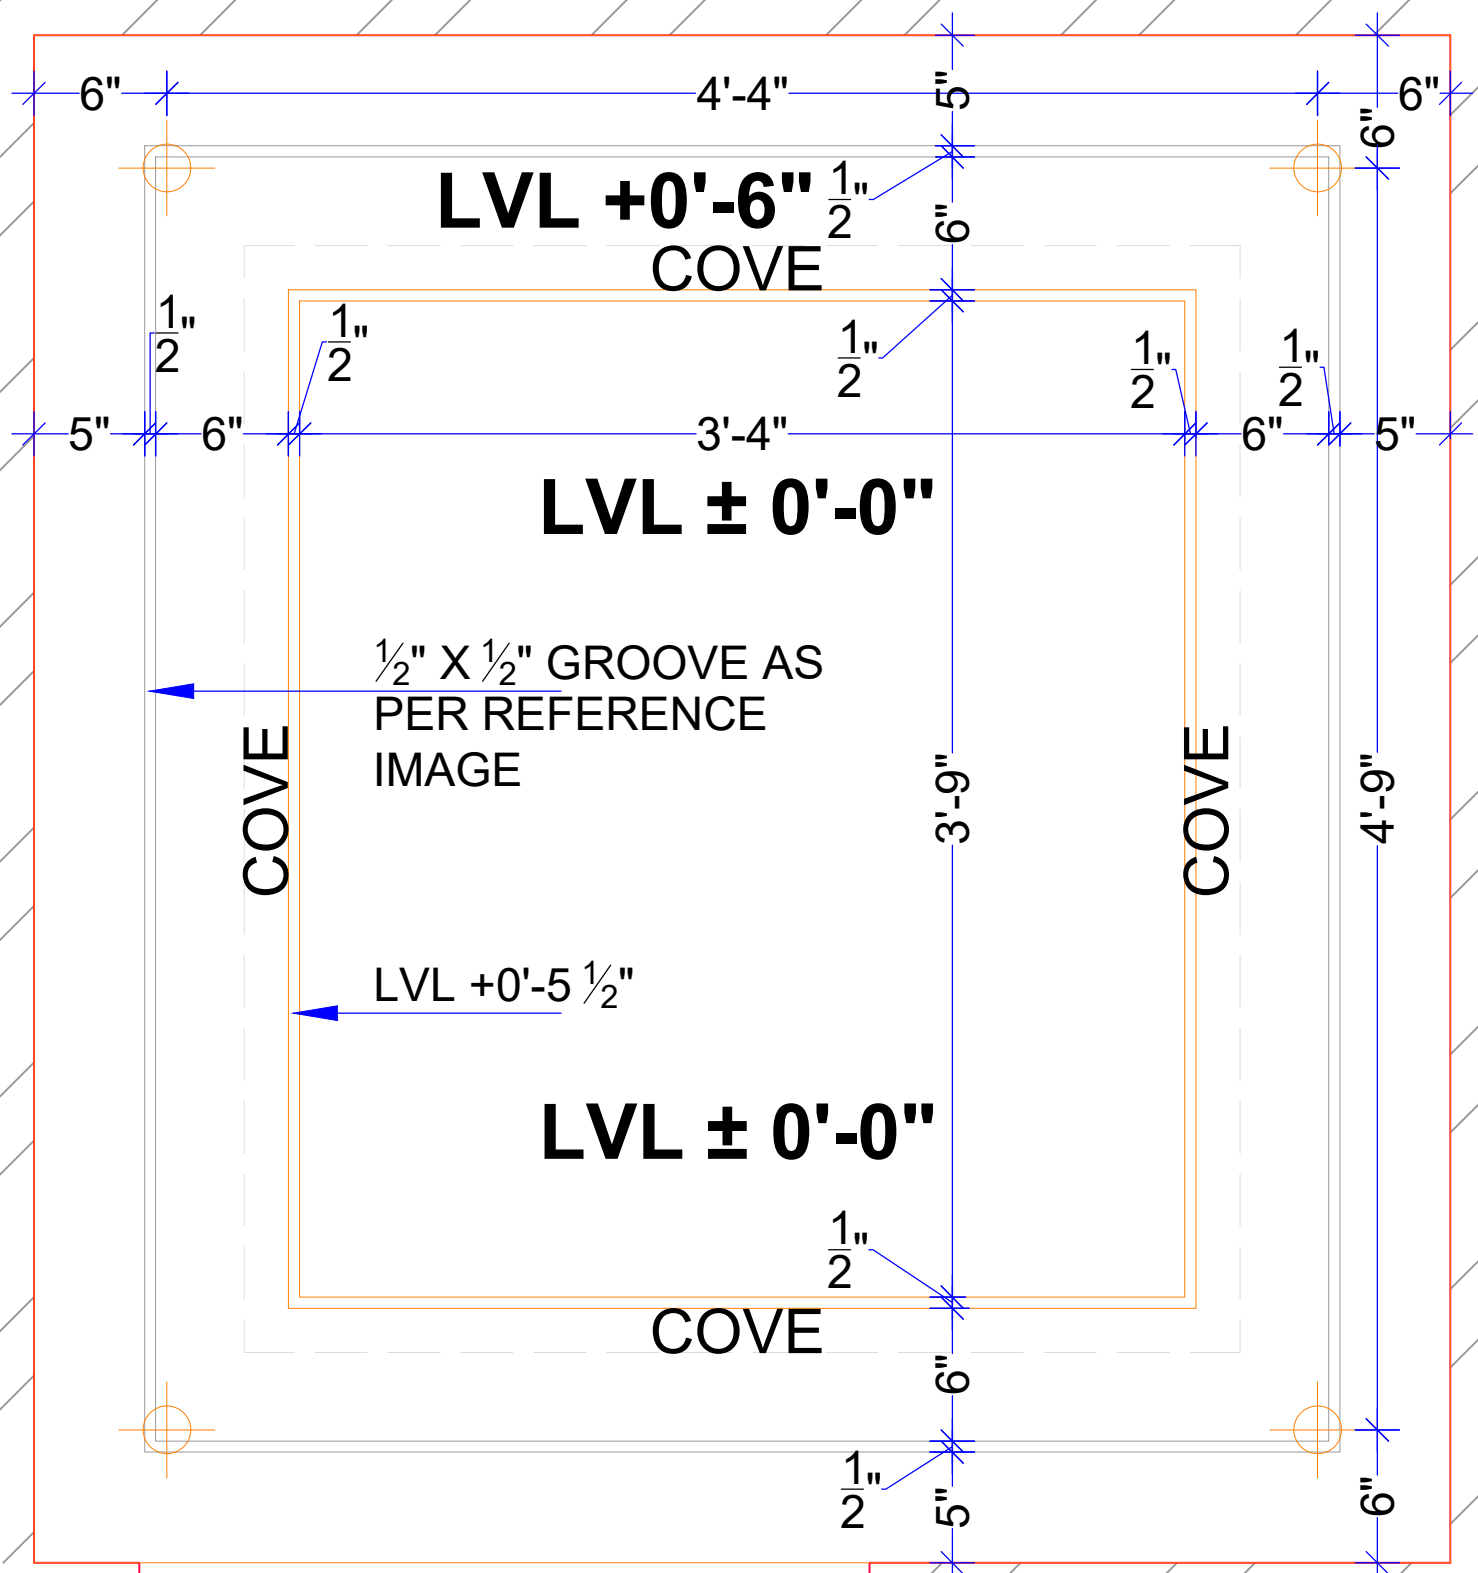 5"
6" 4'-4" 6"
6"
LVL +0'-6" 1/2"
6"
COVE
1/2" 1/2" 1/2" 1/2" 1/2"
5" 6" 3'-4" 6" 5"
LVL ± 0'-0"
½" X ½" GROOVE AS
PER REFERENCE
IMAGE
COVE
COVE
3'-9"
4'-9"
LVL +0'-5 ½"
LVL ± 0'-0"
1/2"
COVE
6"
1/2"
5"
6"